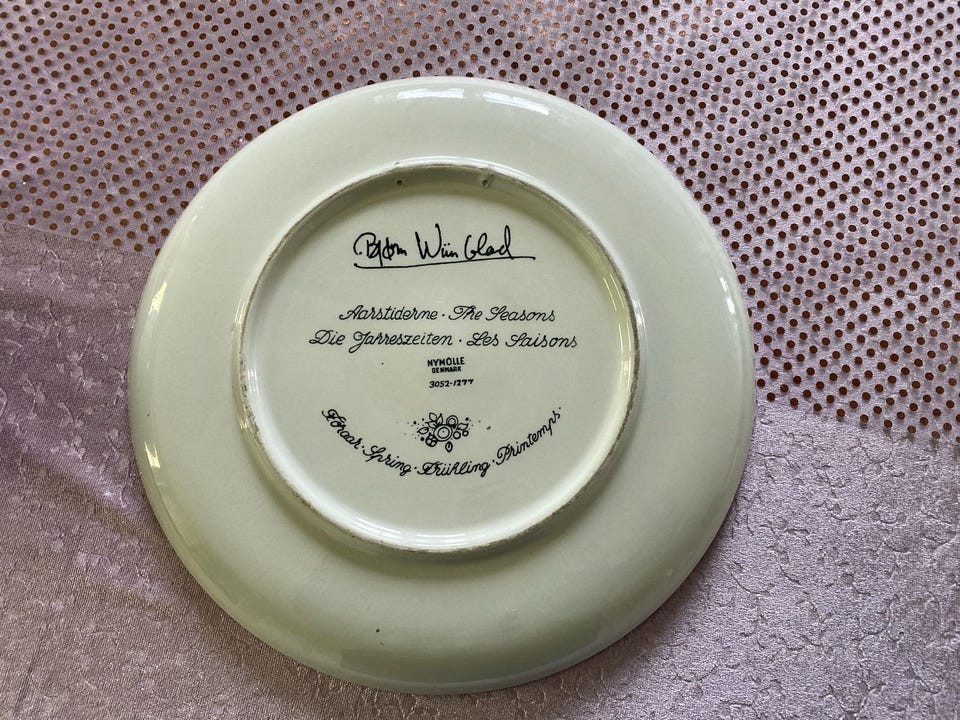 Bjørn Wiinblad
Aarstiderne · The Seasons
Die Jahreszeiten · Les Saisons
NYMOLLE
DENMARK
3052-1277
Foraar · Spring · Frühling · Printemps ·